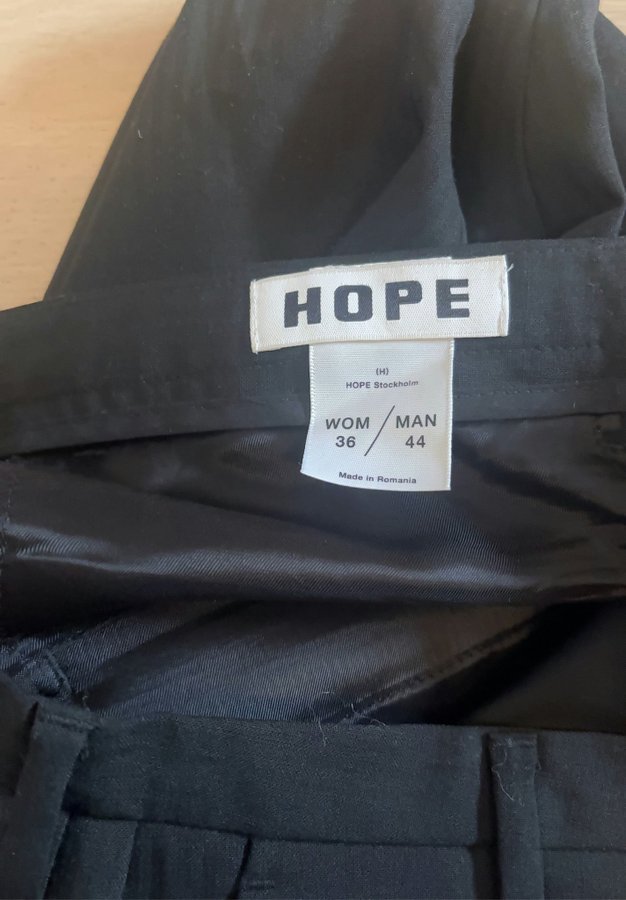 HOPE
(H)
HOPE Stockholm
WOM / MAN
36 44
Made in Romania